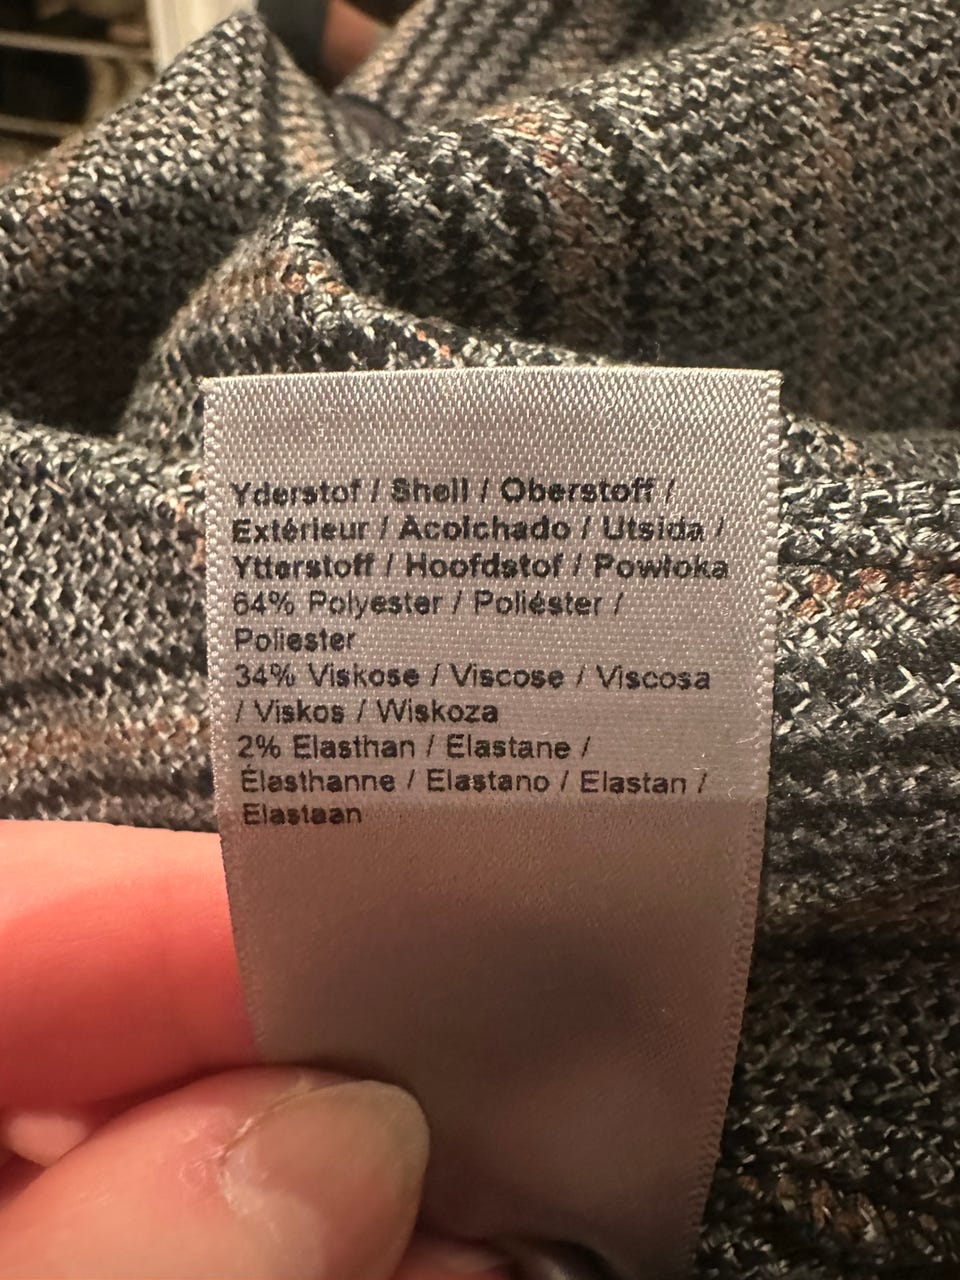 Yderstof / Shell / Oberstoff /
Extérieur / Acolchado / Utsida /
Ytterstoff / Hoofdstof / Powłoka
64% Polyester / Poliéster /
Poliester
34% Viskose / Viscose / Viscosa
/ Viskos / Wiskoza
2% Elasthan / Elastane /
Élasthanne / Elastano / Elastan /
Elastaan